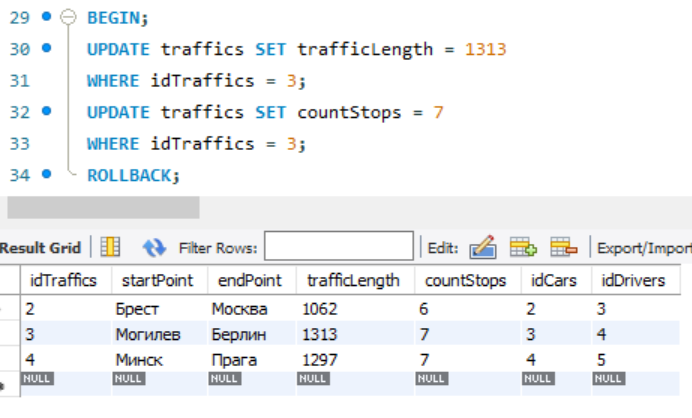 29 BEGIN;
30 UPDATE traffics SET trafficLength = 1313
31 WHERE idTraffics = 3;
32 UPDATE traffics SET countStops = 7
33 WHERE idTraffics = 3;
34 ROLLBACK;
Result Grid Filter Rows: Edit: Export/Import
idTraffics startPoint endPoint trafficLength countStops idCars idDrivers
2 Брест Москва 1062 6 2 3
3 Могилев Берлин 1313 7 3 4
4 Минск Прага 1297 7 4 5
NULL NULL NULL NULL NULL NULL NULL